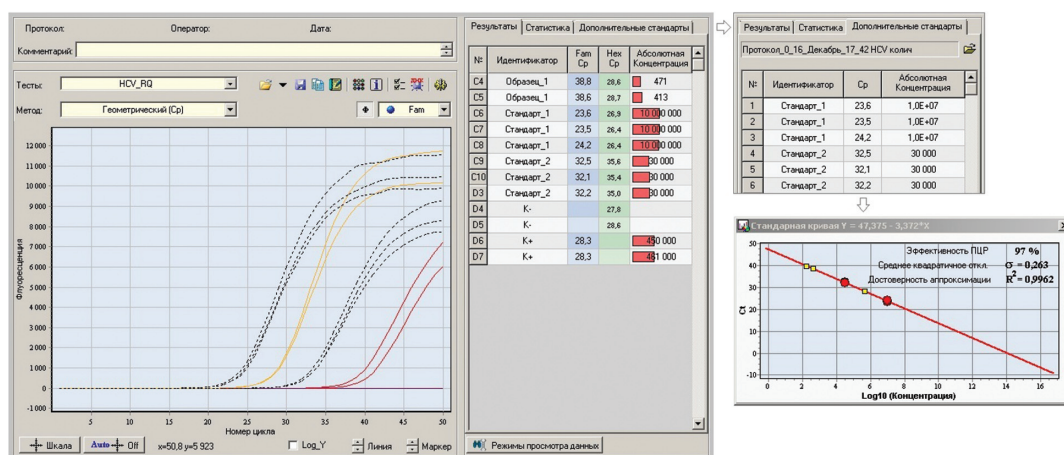 Протокол: Оператор: Дата:
Комментарий:
Тесты: HCV_RQ
Метод: Геометрический (Ср) Fam
12 000
11 000
10 000
9 000
8 000
7 000
6 000
5 000
4 000
3 000
2 000
1 000
0
-1 000
Флуоресценция
5 10 15 20 25 30 35 40 45 50
Номер цикла
Шкала Auto Off x=50,8 y=5 923 Log_Y Линия Маркер
Результаты Статистика Дополнительные стандарты
№ Идентификатор Fam Cp Hex Cp Абсолютная Концентрация
C4 Образец_1 38,8 28,6 471
C5 Образец_1 38,6 28,7 413
C6 Стандарт_1 23,6 26,9 10 000 000
C7 Стандарт_1 23,5 26,4 10 000 000
C8 Стандарт_1 24,2 26,4 10 000 000
C9 Стандарт_2 32,5 35,6 30 000
C10 Стандарт_2 32,1 35,4 30 000
D3 Стандарт_2 32,2 35,0 30 000
D4 K- 27,8
D5 K- 28,6
D6 K+ 28,3 450 000
D7 K+ 28,3 461 000
Режимы просмотра данных
Результаты Статистика Дополнительные стандарты
Протокол_0_16_Декабрь_17_42 HCV колич
№ Идентификатор Cp Абсолютная Концентрация
1 Стандарт_1 23,6 1,0E+07
2 Стандарт_1 23,5 1,0E+07
3 Стандарт_1 24,2 1,0E+07
4 Стандарт_2 32,5 30 000
5 Стандарт_2 32,1 30 000
6 Стандарт_2 32,2 30 000
Стандарная кривая Y = 47,375 - 3,372*X
Эффективность ПЦР 97 %
Среднее квадратичное откл. σ = 0,263
Достоверность аппроксимации R² = 0,9962
50
40
30
20
10
0
-10
Ct
0 2 4 6 8 10 12 14 16
Log10 (Концентрация)